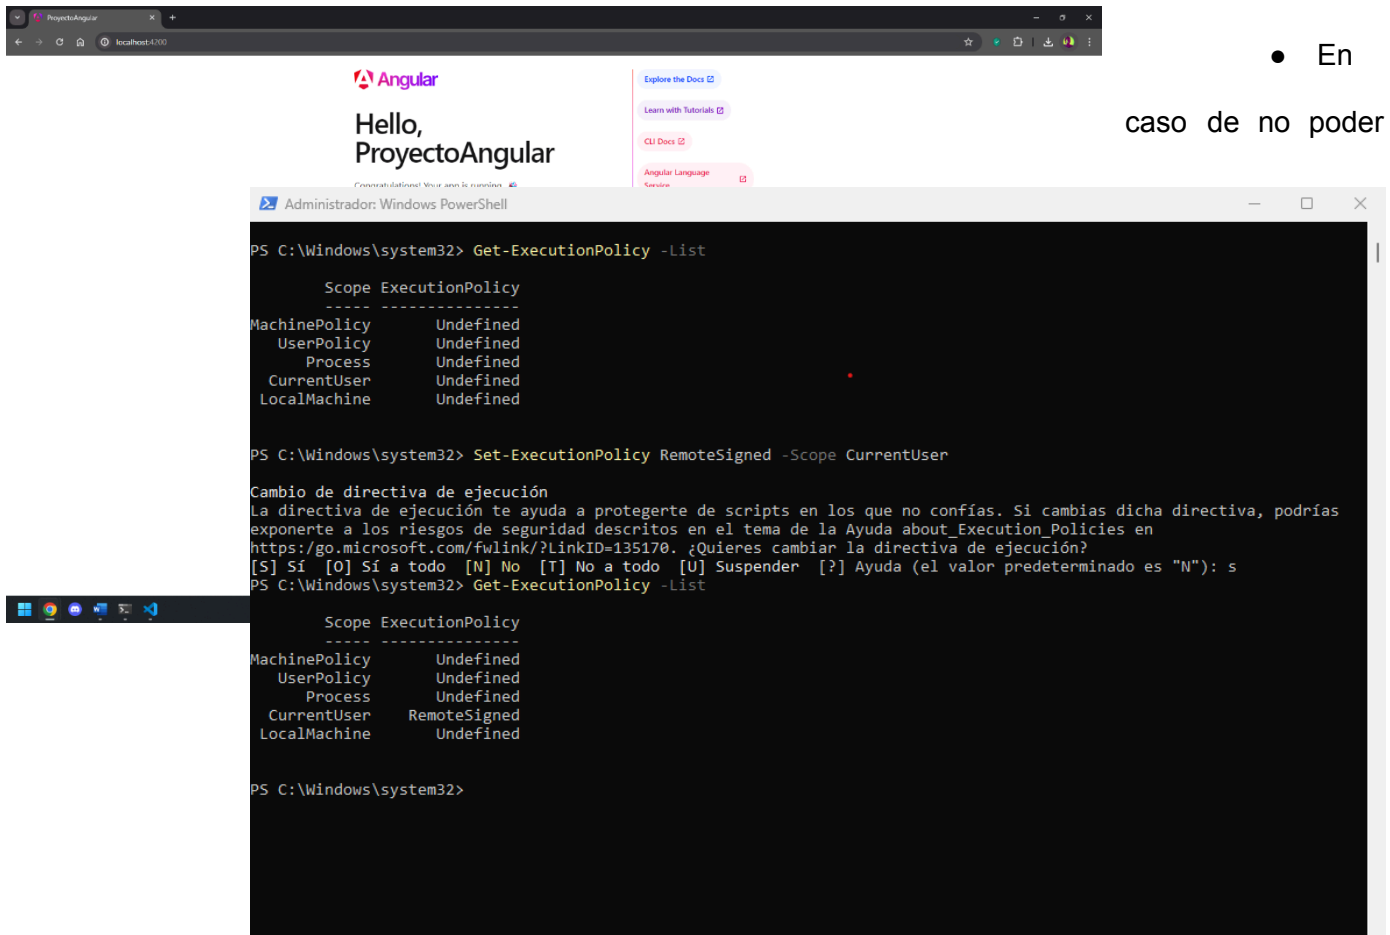 ProyectoAngular
localhost:4200
Angular
Hello,
ProyectoAngular
Congratulations! Your app is running.
Explore the Docs
Learn with Tutorials
CLI Docs
Angular Language
Service
● En
caso de no poder
Administrador: Windows PowerShell
PS C:\Windows\system32> Get-ExecutionPolicy -List
Scope ExecutionPolicy
----- ---------------
MachinePolicy Undefined
UserPolicy Undefined
Process Undefined
CurrentUser Undefined
LocalMachine Undefined
PS C:\Windows\system32> Set-ExecutionPolicy RemoteSigned -Scope CurrentUser
Cambio de directiva de ejecución
La directiva de ejecución te ayuda a protegerte de scripts en los que no confías. Si cambias dicha directiva, podrías
exponerte a los riesgos de seguridad descritos en el tema de la Ayuda about_Execution_Policies en
https:/go.microsoft.com/fwlink/?LinkID=135170. ¿Quieres cambiar la directiva de ejecución?
[S] Sí [O] Sí a todo [N] No [T] No a todo [U] Suspender [?] Ayuda (el valor predeterminado es "N"): s
PS C:\Windows\system32> Get-ExecutionPolicy -List
Scope ExecutionPolicy
----- ---------------
MachinePolicy Undefined
UserPolicy Undefined
Process Undefined
CurrentUser RemoteSigned
LocalMachine Undefined
PS C:\Windows\system32>